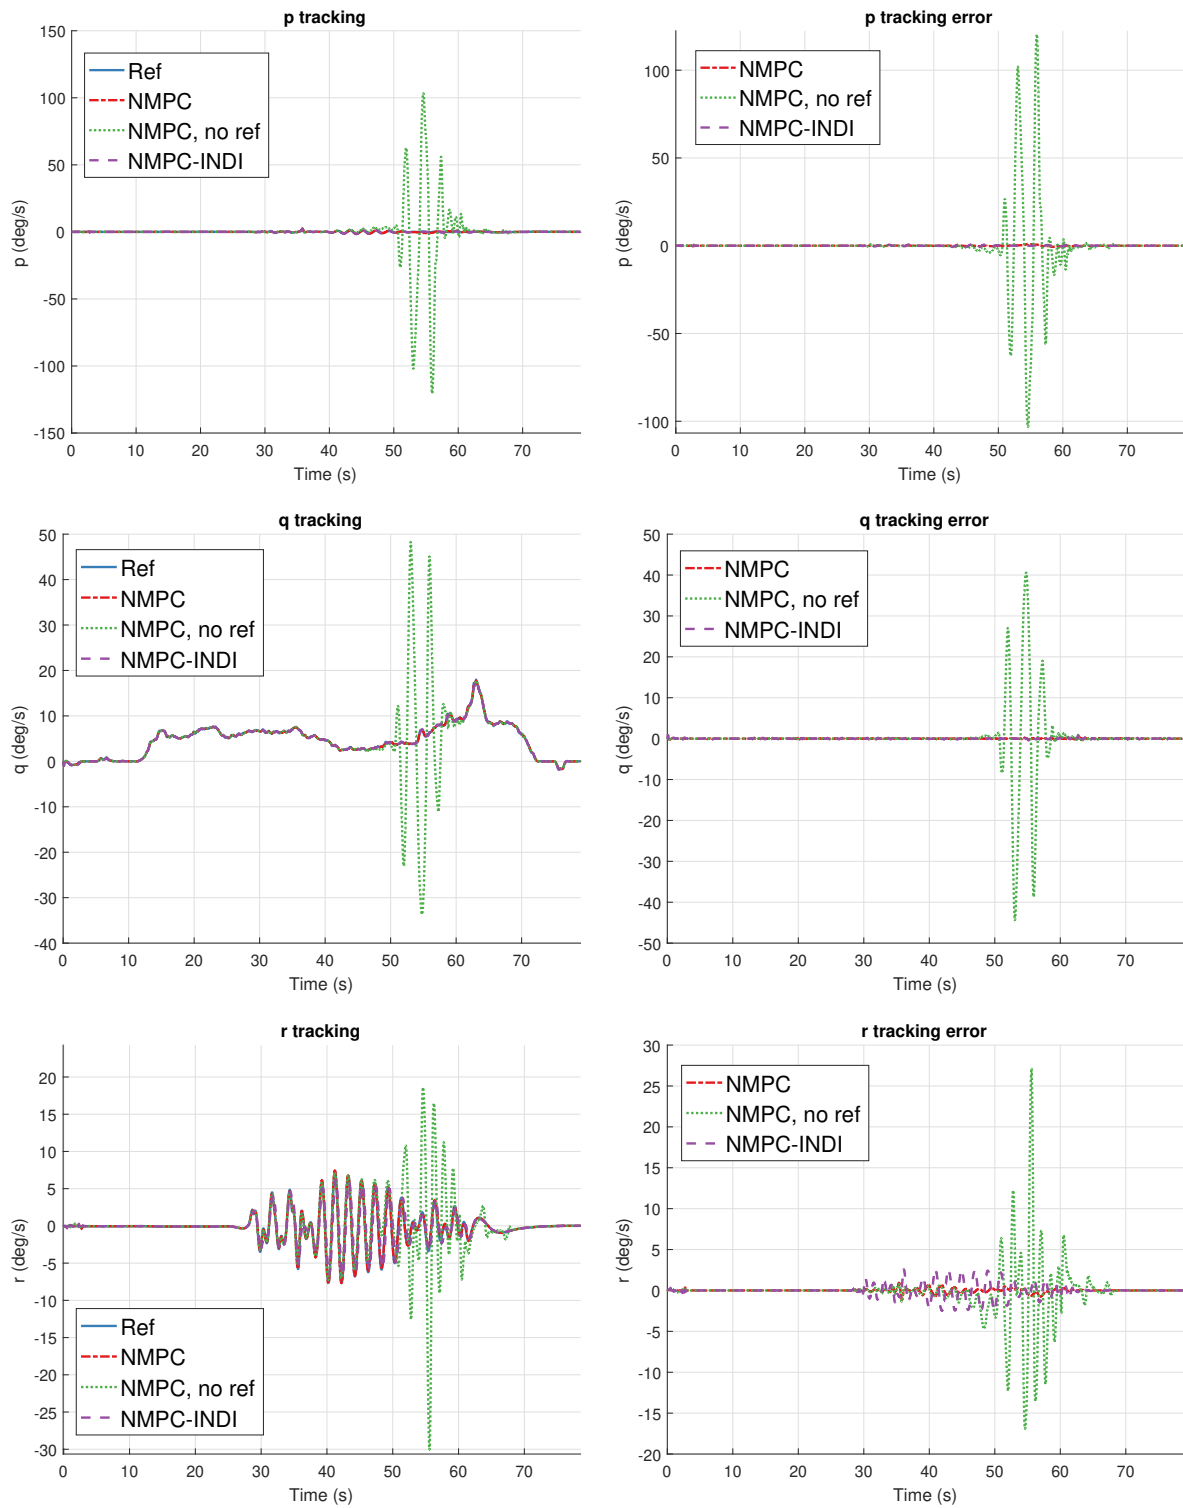 p tracking
150
100
50
0
-50
-100
-150
p (deg/s)
Ref
NMPC
NMPC, no ref
NMPC-INDI
0 10 20 30 40 50 60 70
Time (s)
p tracking error
100
50
0
-50
-100
p (deg/s)
NMPC
NMPC, no ref
NMPC-INDI
0 10 20 30 40 50 60 70
Time (s)
q tracking
50
40
30
20
10
0
-10
-20
-30
-40
q (deg/s)
Ref
NMPC
NMPC, no ref
NMPC-INDI
0 10 20 30 40 50 60 70
Time (s)
q tracking error
50
40
30
20
10
0
-10
-20
-30
-40
-50
q (deg/s)
NMPC
NMPC, no ref
NMPC-INDI
0 10 20 30 40 50 60 70
Time (s)
r tracking
20
15
10
5
0
-5
-10
-15
-20
-25
-30
r (deg/s)
Ref
NMPC
NMPC, no ref
NMPC-INDI
0 10 20 30 40 50 60 70
Time (s)
r tracking error
30
25
20
15
10
5
0
-5
-10
-15
-20
r (deg/s)
NMPC
NMPC, no ref
NMPC-INDI
0 10 20 30 40 50 60 70
Time (s)